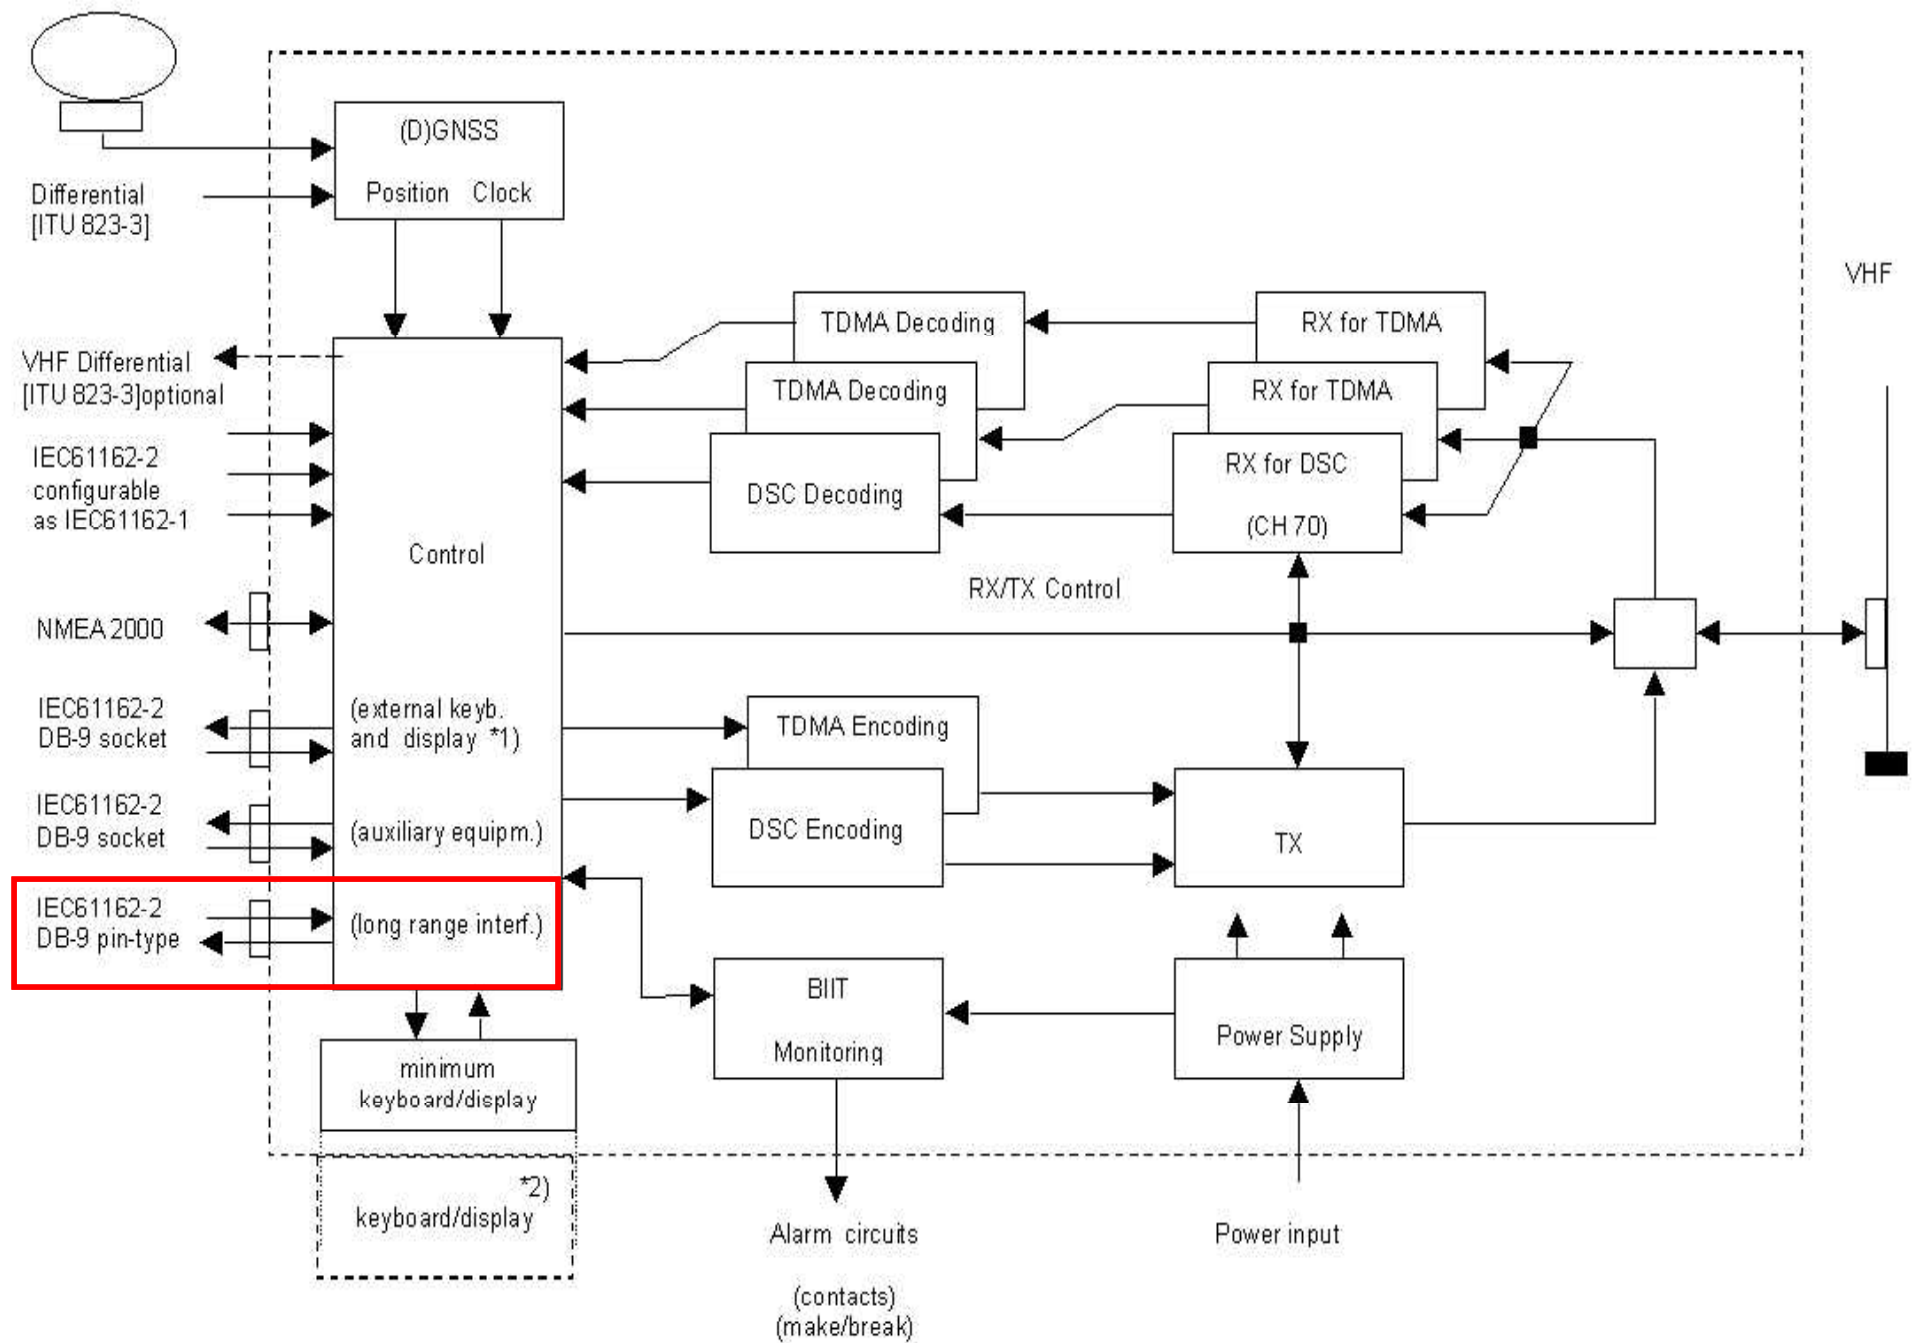 (D)GNSS
Position Clock
Differential
[ITU 823-3]
VHF
TDMA Decoding
RX for TDMA
VHF Differential
[ITU 823-3]optional
TDMA Decoding
RX for TDMA
IEC61162-2
configurable
as IEC61162-1
DSC Decoding
RX for DSC
(CH 70)
Control
RX/TX Control
NMEA 2000
IEC61162-2
DB-9 socket
(external keyb.
and display *1)
TDMA Encoding
IEC61162-2
DB-9 socket
(auxiliary equipm.)
DSC Encoding
TX
IEC61162-2
DB-9 pin-type
(long range interf.)
BIIT
Monitoring
Power Supply
minimum
keyboard/display
*2)
keyboard/display
Alarm circuits
(contacts)
(make/break)
Power input